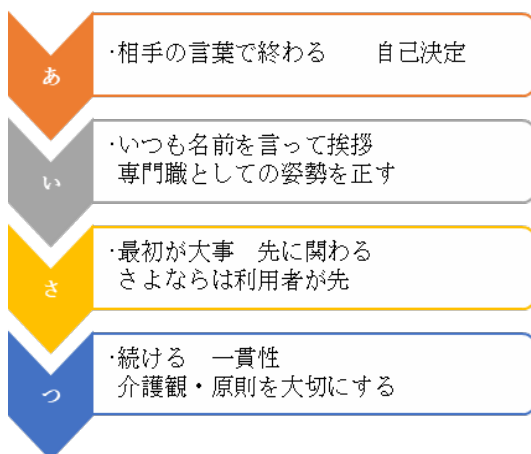 あ
・相手の言葉で終わる　　自己決定
い
・いつも名前を言って挨拶
専門職としての姿勢を正す
さ
・最初が大事　先に関わる
さよならは利用者が先
つ
・続ける　一貫性
介護観・原則を大切にする